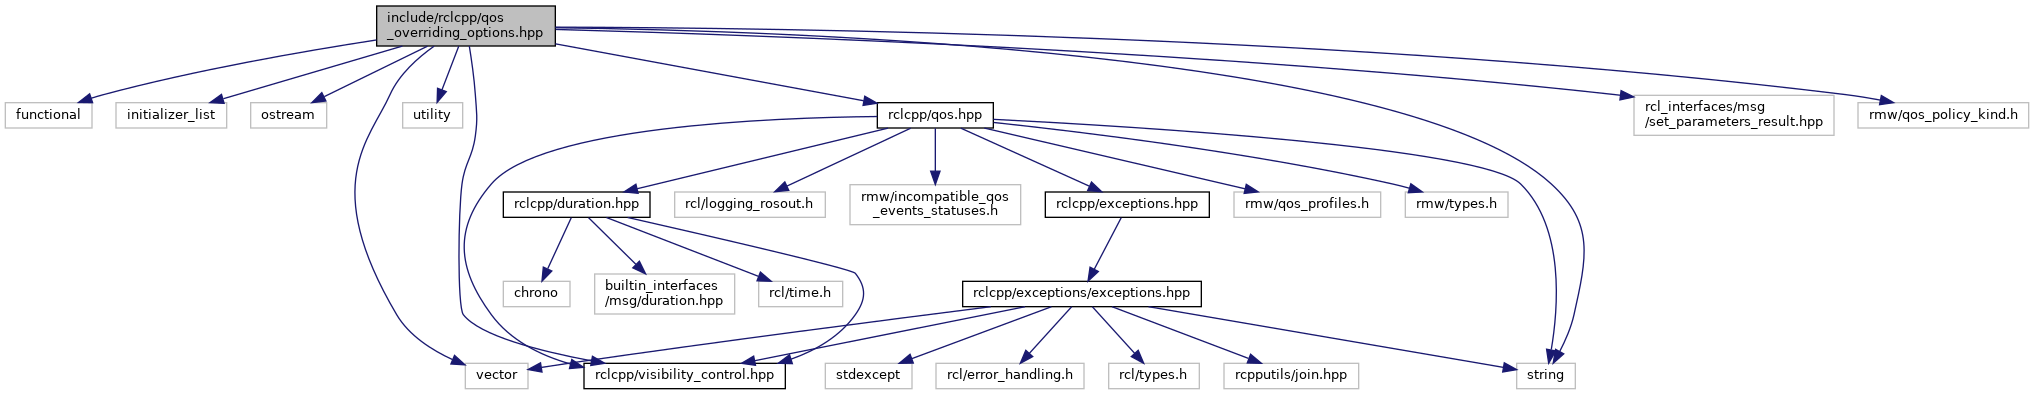 include/rclcpp/qos
_overriding_options.hpp
functional
initializer_list
ostream
utility
rclcpp/qos.hpp
rcl_interfaces/msg
/set_parameters_result.hpp
rmw/qos_policy_kind.h
rclcpp/duration.hpp
rcl/logging_rosout.h
rmw/incompatible_qos
_events_statuses.h
rclcpp/exceptions.hpp
rmw/qos_profiles.h
rmw/types.h
chrono
builtin_interfaces
/msg/duration.hpp
rcl/time.h
rclcpp/exceptions/exceptions.hpp
vector
rclcpp/visibility_control.hpp
stdexcept
rcl/error_handling.h
rcl/types.h
rcpputils/join.hpp
string